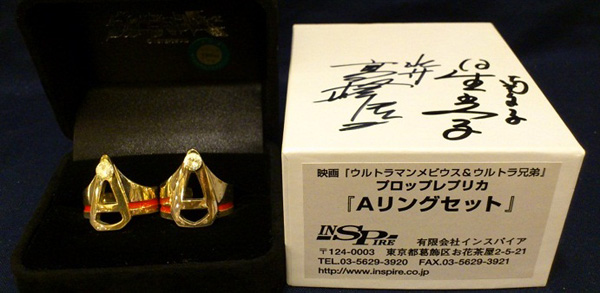 映画『ウルトラマンメビウス&ウルトラ兄弟』
プロップレプリカ
『Aリングセット』
INSPIRE 有限会社インスパイア
〒124-0003 東京都葛飾区お花茶屋2-5-21
TEL.03-5629-3920 FAX.03-5629-3921
http://www.inspire.co.jp
A A